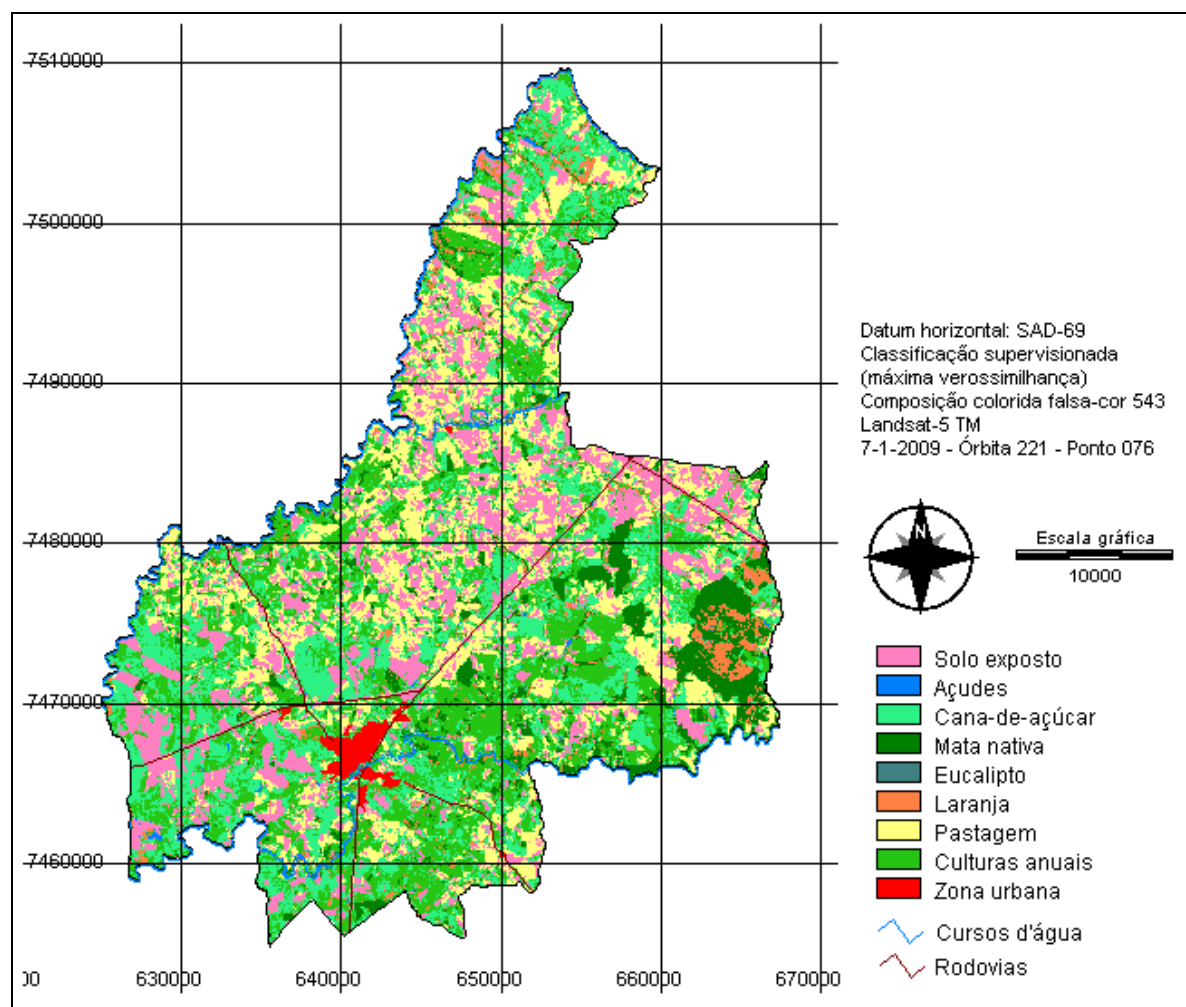 7510000
7500000
7490000
7480000
7470000
7460000
00
630000
640000
650000
660000
670000
Datum horizontal: SAD-69
Classificação supervisionada
(máxima verossimilhança)
Composição colorida falsa-cor 543
Landsat-5 TM
7-1-2009 - Órbita 221 - Ponto 076
Escala gráfica
10000
Solo exposto
Açudes
Cana-de-açúcar
Mata nativa
Eucalipto
Laranja
Pastagem
Culturas anuais
Zona urbana
Cursos d'água
Rodovias